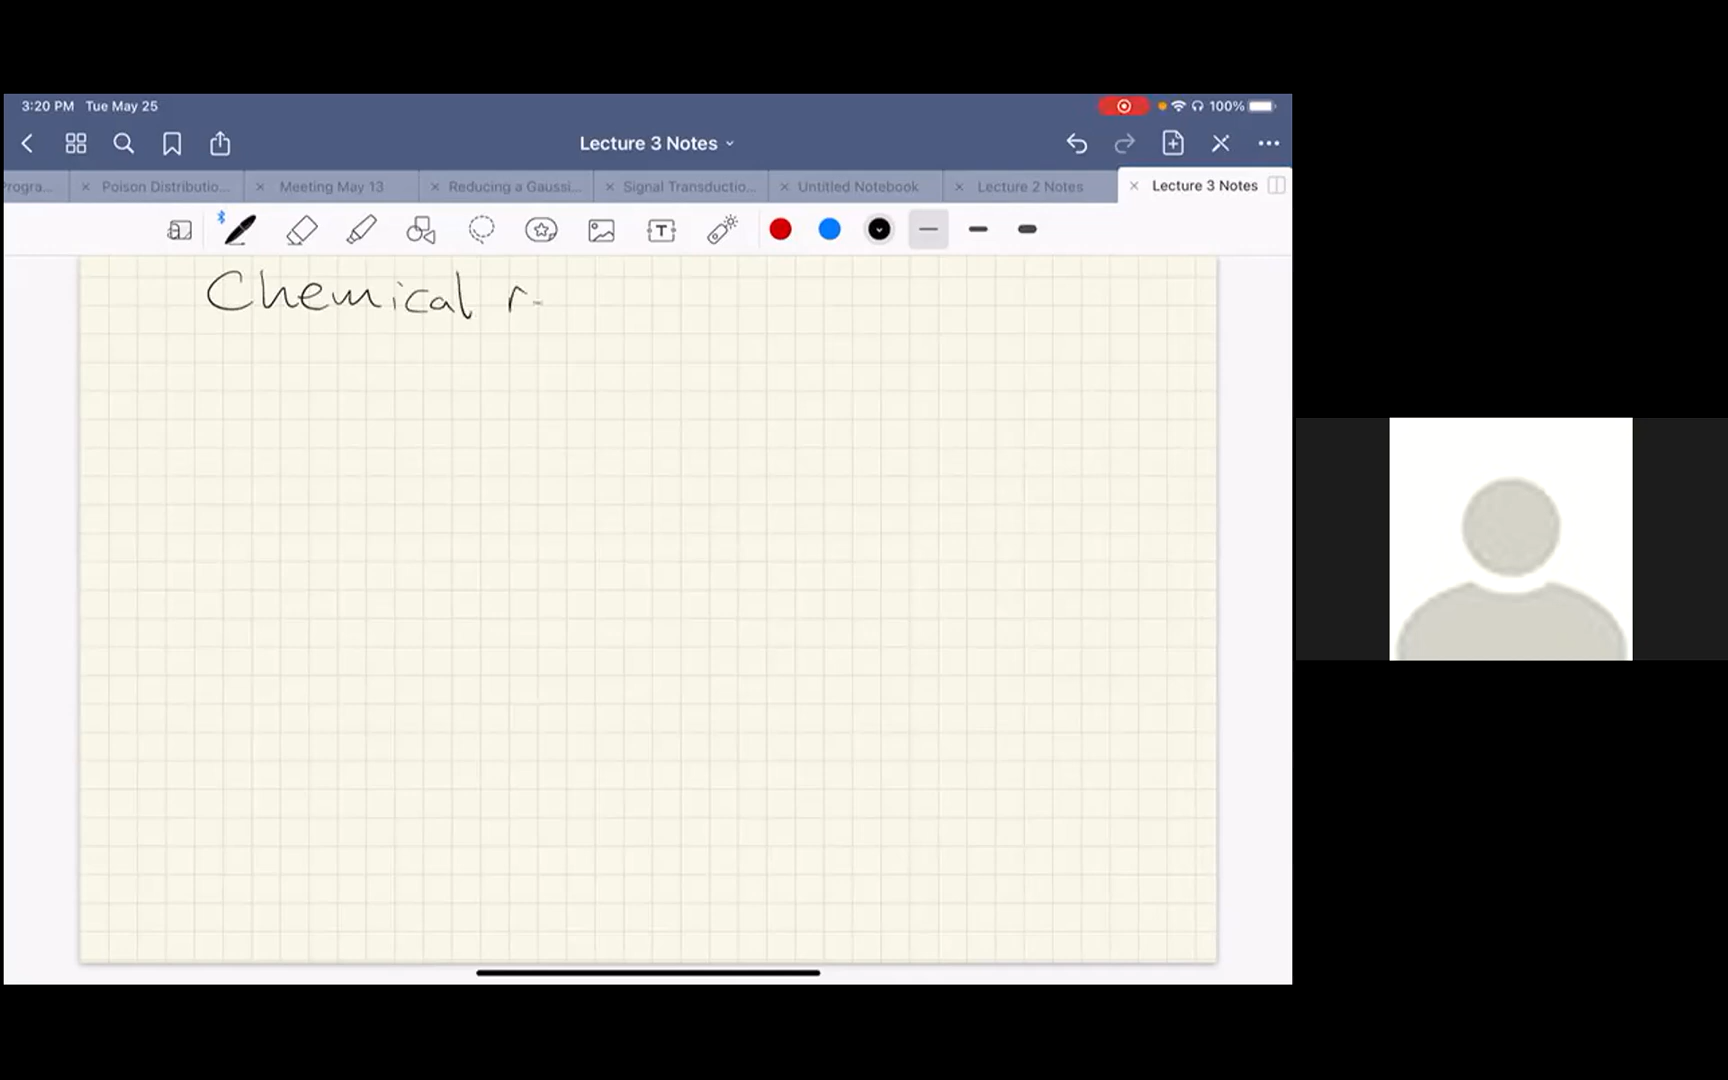 3:20 PM Tue May 25 100%
Lecture 3 Notes
Progra... Poison Distributio... Meeting May 13 Reducing a Gaussi... Signal Transductio... Untitled Notebook Lecture 2 Notes Lecture 3 Notes
Chemical r